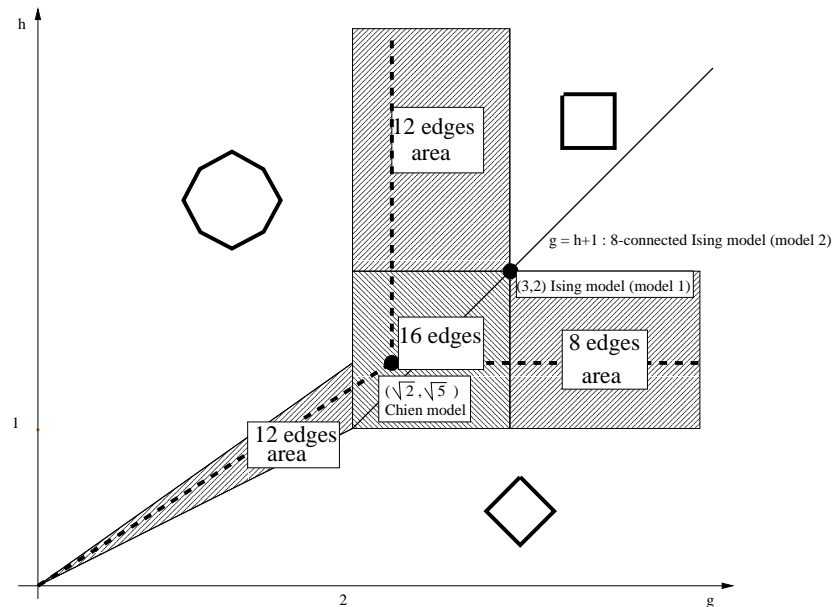 h
12 edges
area
g = h+1 : 8-connected Ising model (model 2)
(3,2) Ising model (model 1)
16 edges
8 edges
area
(√2 ,√5 )
Chien model
1
12 edges
area
2
g